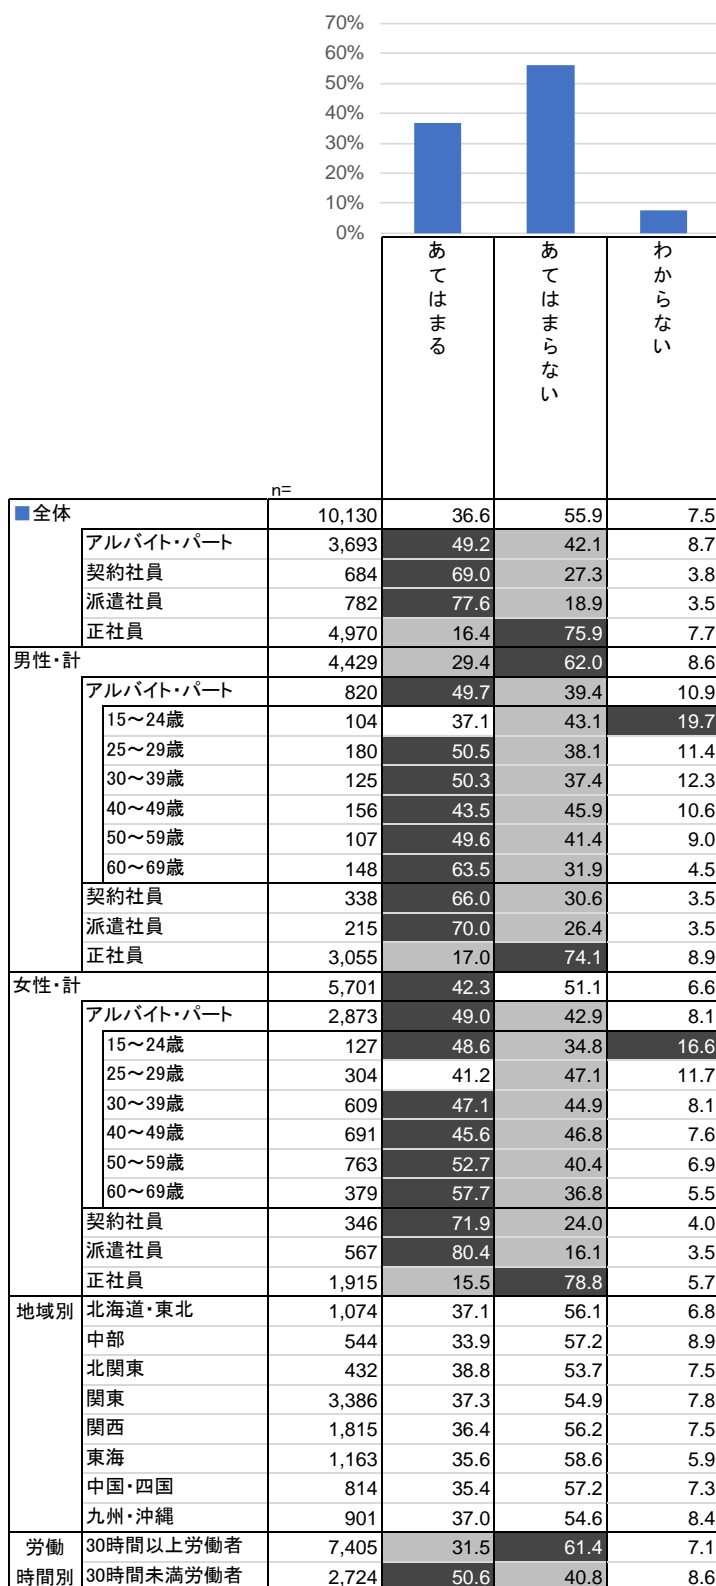 70%
60%
50%
40%
30%
20%
10%
0%
あてはまる
あてはまらない
わからない
n=
■全体 10,130 36.6 55.9 7.5
アルバイト・パート 3,693 49.2 42.1 8.7
契約社員 684 69.0 27.3 3.8
派遣社員 782 77.6 18.9 3.5
正社員 4,970 16.4 75.9 7.7
男性・計 4,429 29.4 62.0 8.6
アルバイト・パート 820 49.7 39.4 10.9
15～24歳 104 37.1 43.1 19.7
25～29歳 180 50.5 38.1 11.4
30～39歳 125 50.3 37.4 12.3
40～49歳 156 43.5 45.9 10.6
50～59歳 107 49.6 41.4 9.0
60～69歳 148 63.5 31.9 4.5
契約社員 338 66.0 30.6 3.5
派遣社員 215 70.0 26.4 3.5
正社員 3,055 17.0 74.1 8.9
女性・計 5,701 42.3 51.1 6.6
アルバイト・パート 2,873 49.0 42.9 8.1
15～24歳 127 48.6 34.8 16.6
25～29歳 304 41.2 47.1 11.7
30～39歳 609 47.1 44.9 8.1
40～49歳 691 45.6 46.8 7.6
50～59歳 763 52.7 40.4 6.9
60～69歳 379 57.7 36.8 5.5
契約社員 346 71.9 24.0 4.0
派遣社員 567 80.4 16.1 3.5
正社員 1,915 15.5 78.8 5.7
地域別 北海道・東北 1,074 37.1 56.1 6.8
中部 544 33.9 57.2 8.9
北関東 432 38.8 53.7 7.5
関東 3,386 37.3 54.9 7.8
関西 1,815 36.4 56.2 7.5
東海 1,163 35.6 58.6 5.9
中国・四国 814 35.4 57.2 7.3
九州・沖縄 901 37.0 54.6 8.4
労働 30時間以上労働者 7,405 31.5 61.4 7.1
時間別 30時間未満労働者 2,724 50.6 40.8 8.6